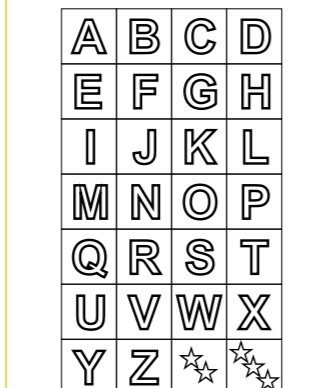 A B C D
E F G H
I J K L
M N O P
Q R S T
U V W X
Y Z